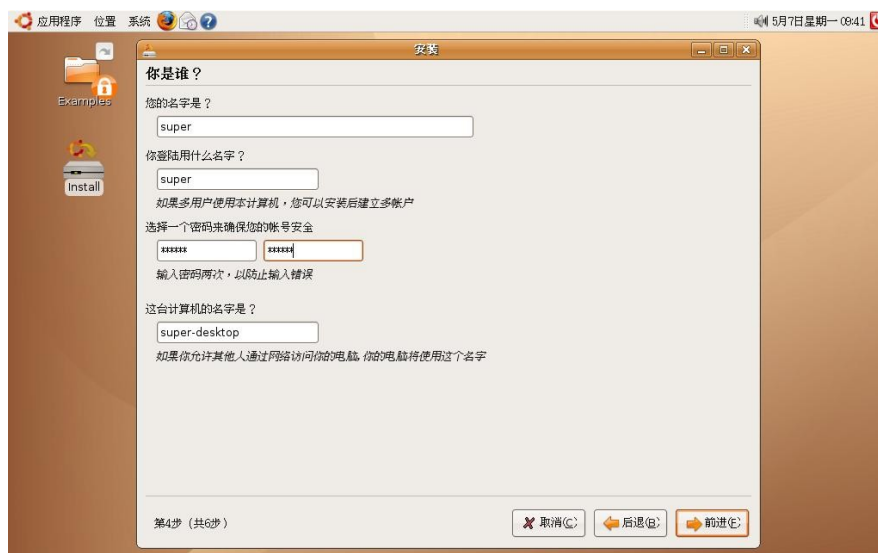 应用程序 位置 系统
5月7日星期一 09:41
Examples
Install
安装
你是谁？
您的名字是？
super
你登陆用什么名字？
super
如果多用户使用本计算机，您可以安装后建立多帐户
选择一个密码来确保您的帐号安全
****** ******
输入密码两次，以防止输入错误
这台计算机的名字是？
super-desktop
如果你允许其他人通过网络访问你的电脑, 你的电脑将使用这个名字
第4步（共6步）
取消(C) 后退(B) 前进(F)